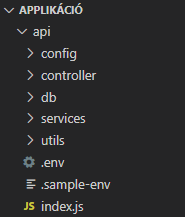 APPLIKÁCIÓ
api
config
controller
db
services
utils
.env
.sample-env
JS index.js